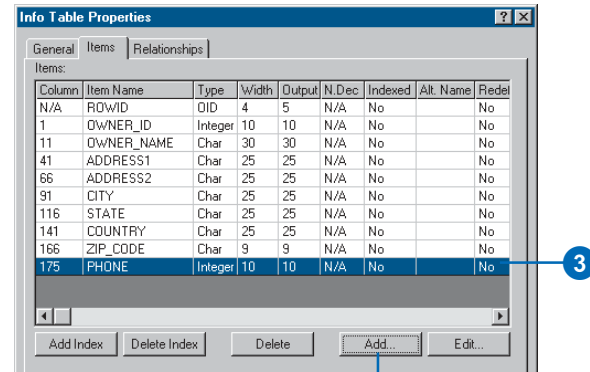 Info Table Properties
General Items Relationships
Items:
Column Item Name Type Width Output N.Dec Indexed Alt. Name Redef
N/A ROWID OID 4 5 N/A No No
1 OWNER_ID Integer 10 10 N/A No No
11 OWNER_NAME Char 30 30 N/A No No
41 ADDRESS1 Char 25 25 N/A No No
66 ADDRESS2 Char 25 25 N/A No No
91 CITY Char 25 25 N/A No No
116 STATE Char 25 25 N/A No No
141 COUNTRY Char 25 25 N/A No No
166 ZIP_CODE Char 9 9 N/A No No
175 PHONE Integer 10 10 N/A No No
3
Add Index Delete Index Delete Add... Edit...